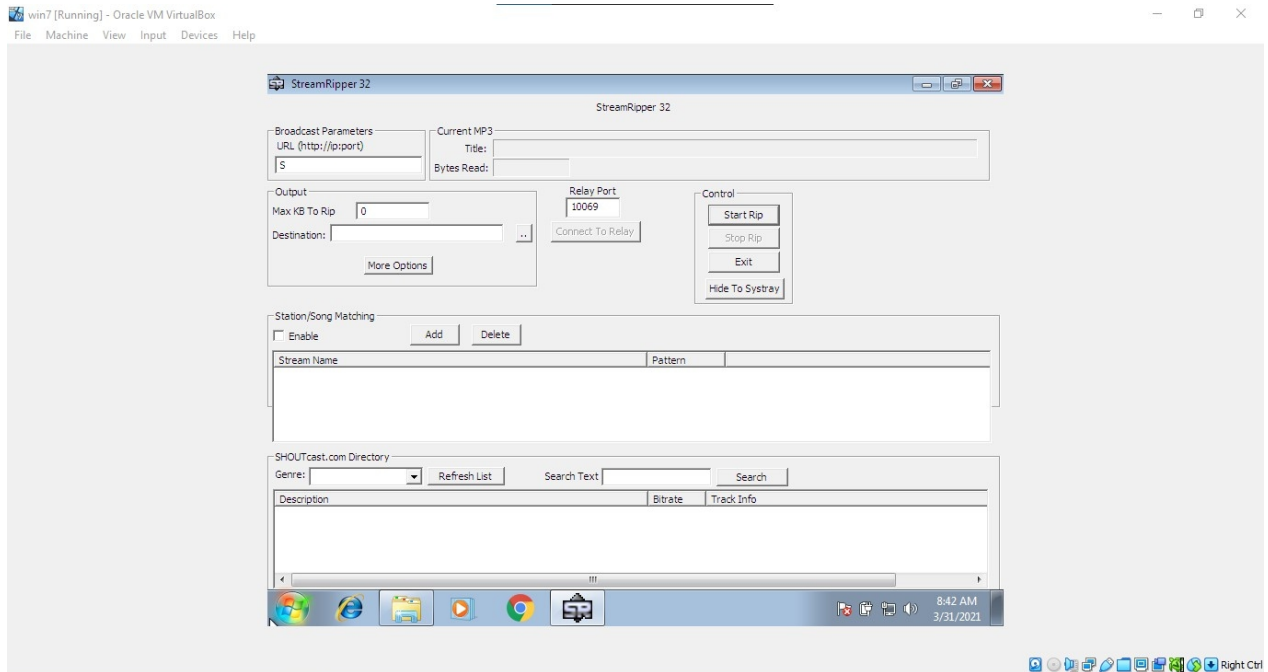 win7 [Running] - Oracle VM VirtualBox
File Machine View Input Devices Help
StreamRipper 32
StreamRipper 32
Broadcast Parameters
URL (http://ip:port)
S
Current MP3
Title:
Bytes Read:
Output
Max KB To Rip 0
Destination: ..
More Options
Relay Port
10069
Connect To Relay
Control
Start Rip
Stop Rip
Exit
Hide To Systray
Station/Song Matching
Enable Add Delete
Stream Name Pattern
SHOUTcast.com Directory
Genre: Refresh List Search Text Search
Description Bitrate Track Info
8:42 AM
3/31/2021
Right Ctrl